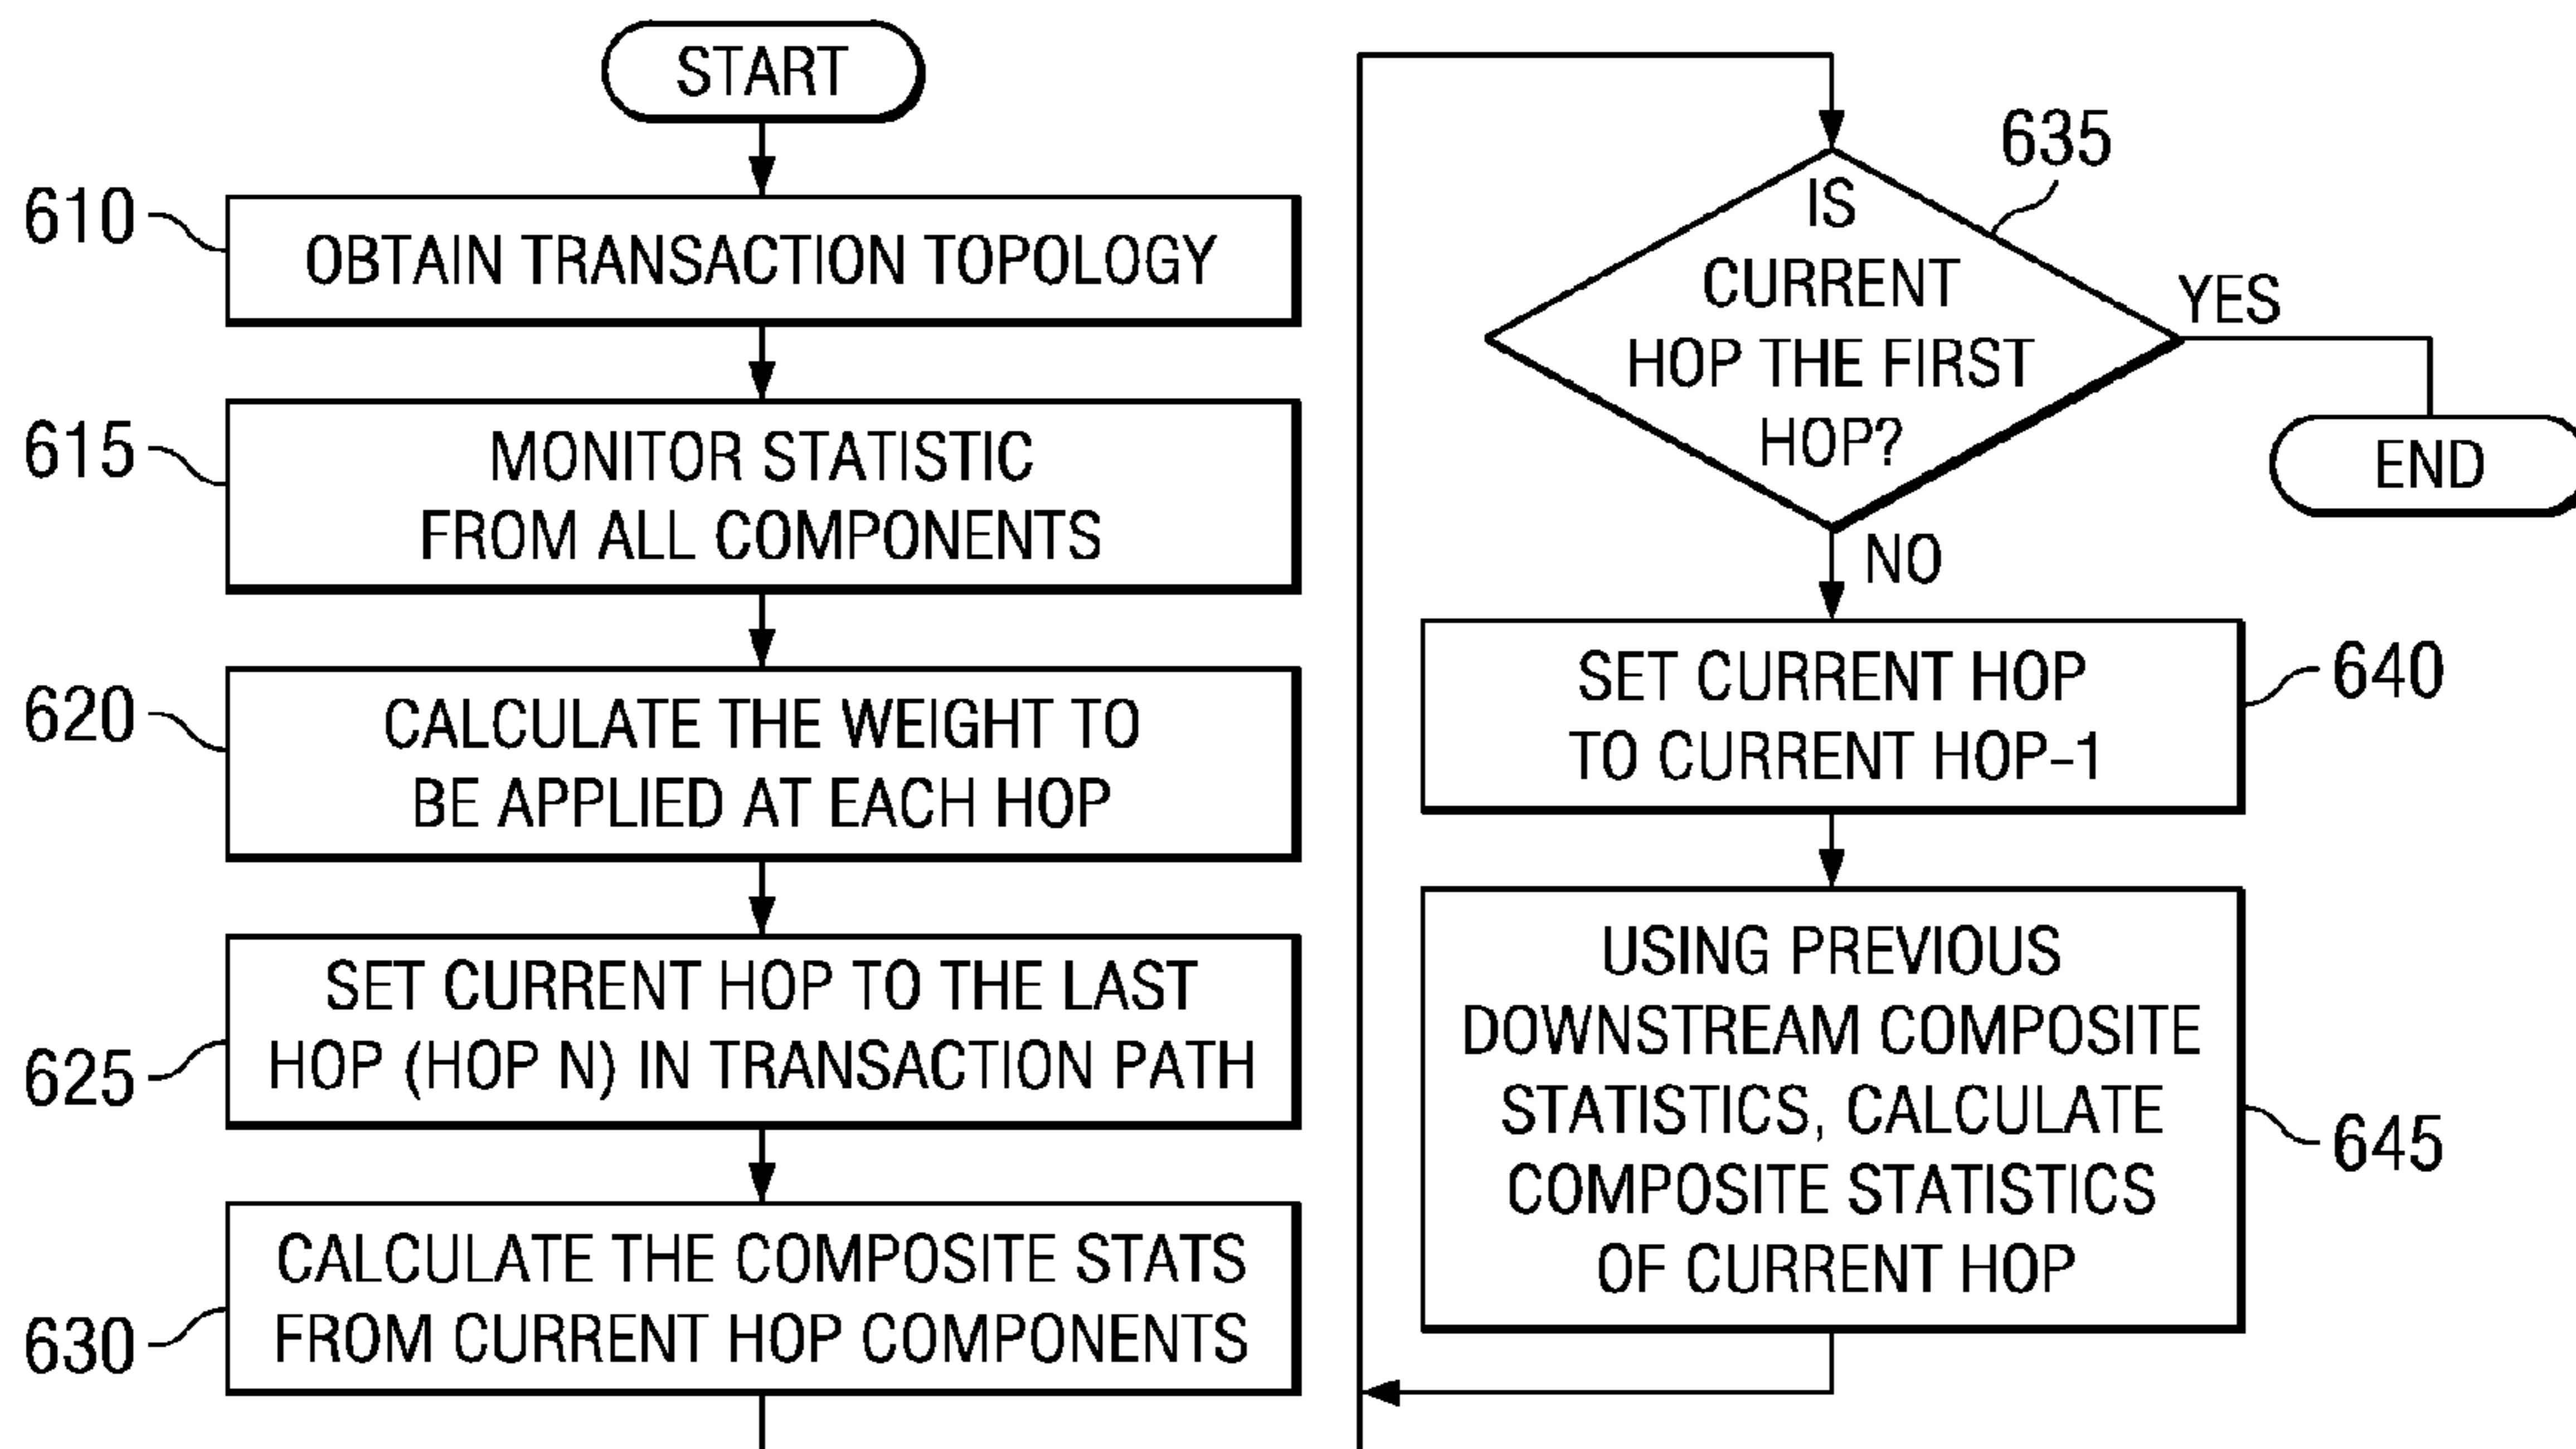 START
610
OBTAIN TRANSACTION TOPOLOGY
615
MONITOR STATISTIC
FROM ALL COMPONENTS
620
CALCULATE THE WEIGHT TO
BE APPLIED AT EACH HOP
625
SET CURRENT HOP TO THE LAST
HOP (HOP N) IN TRANSACTION PATH
630
CALCULATE THE COMPOSITE STATS
FROM CURRENT HOP COMPONENTS
635
IS
CURRENT
HOP THE FIRST
HOP?
YES
END
NO
640
SET CURRENT HOP
TO CURRENT HOP-1
645
USING PREVIOUS
DOWNSTREAM COMPOSITE
STATISTICS, CALCULATE
COMPOSITE STATISTICS
OF CURRENT HOP